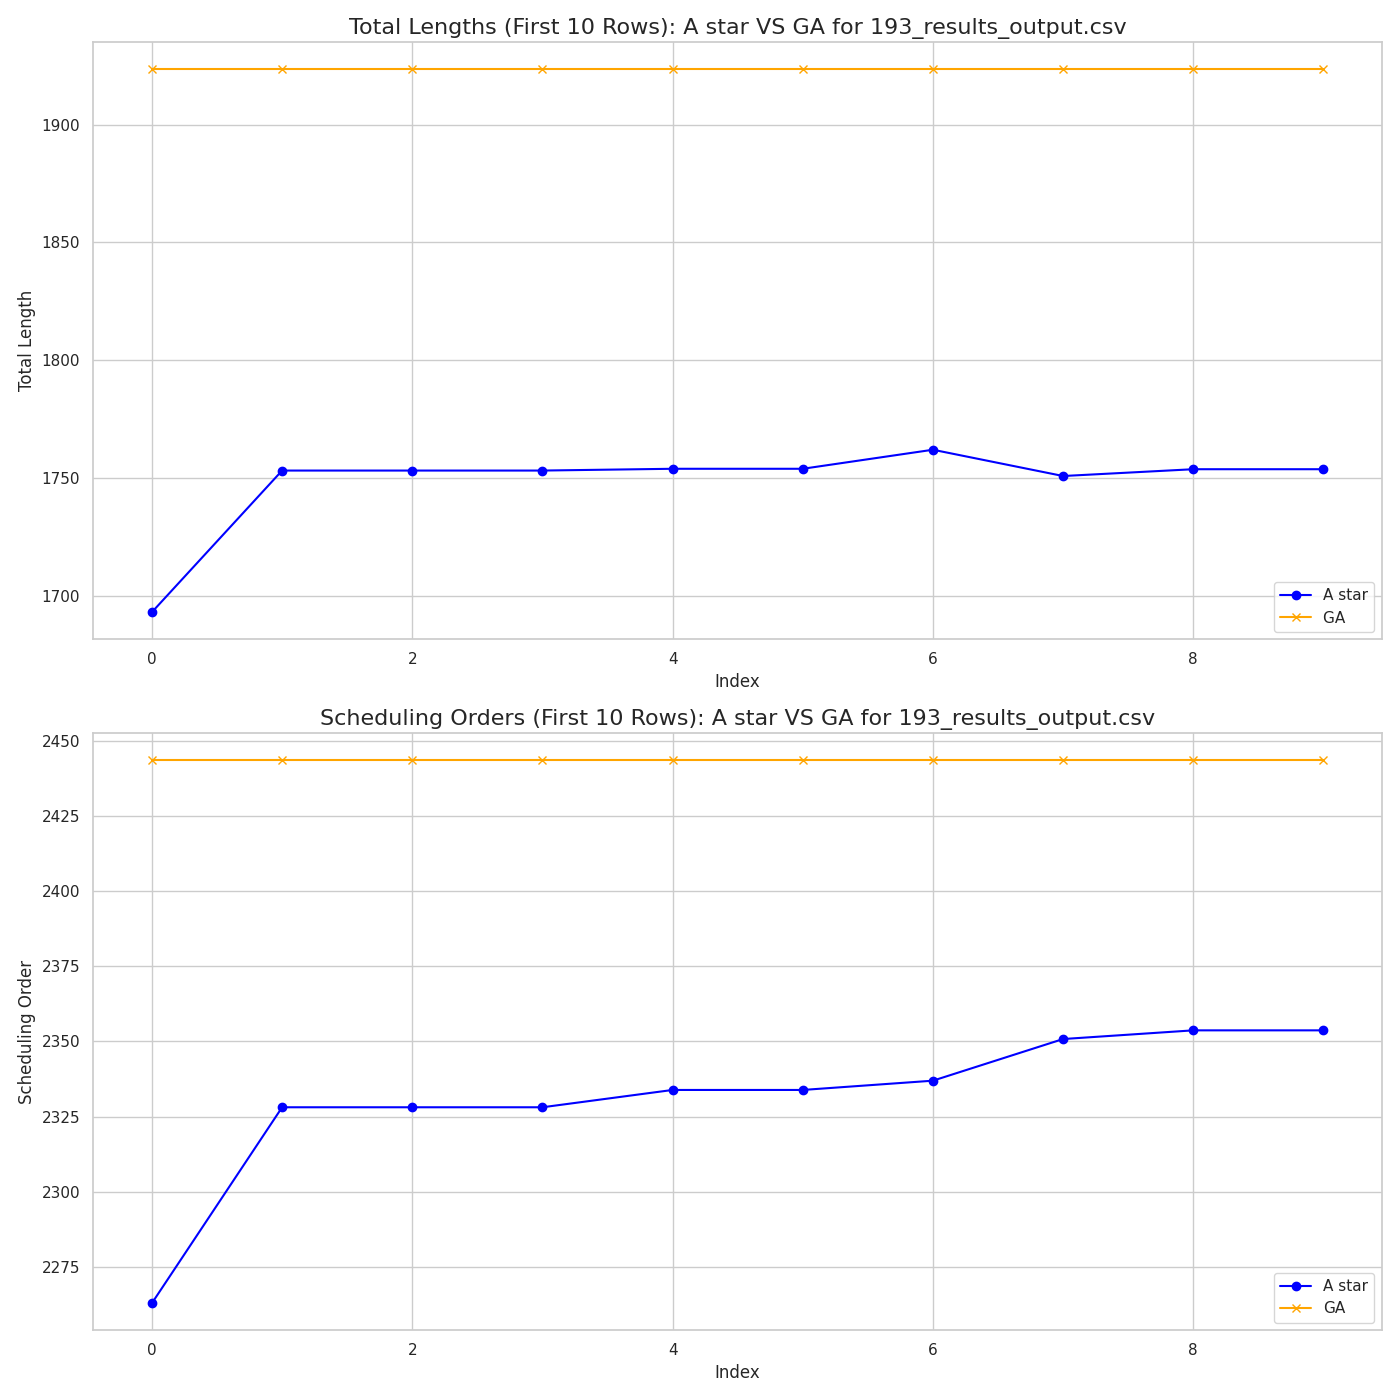 Total Lengths (First 10 Rows): A star VS GA for 193_results_output.csv
Total Length
1900
1850
1800
1750
1700
A star
GA
0 2 4 6 8
Index
Scheduling Orders (First 10 Rows): A star VS GA for 193_results_output.csv
Scheduling Order
2450
2425
2400
2375
2350
2325
2300
2275
A star
GA
0 2 4 6 8
Index